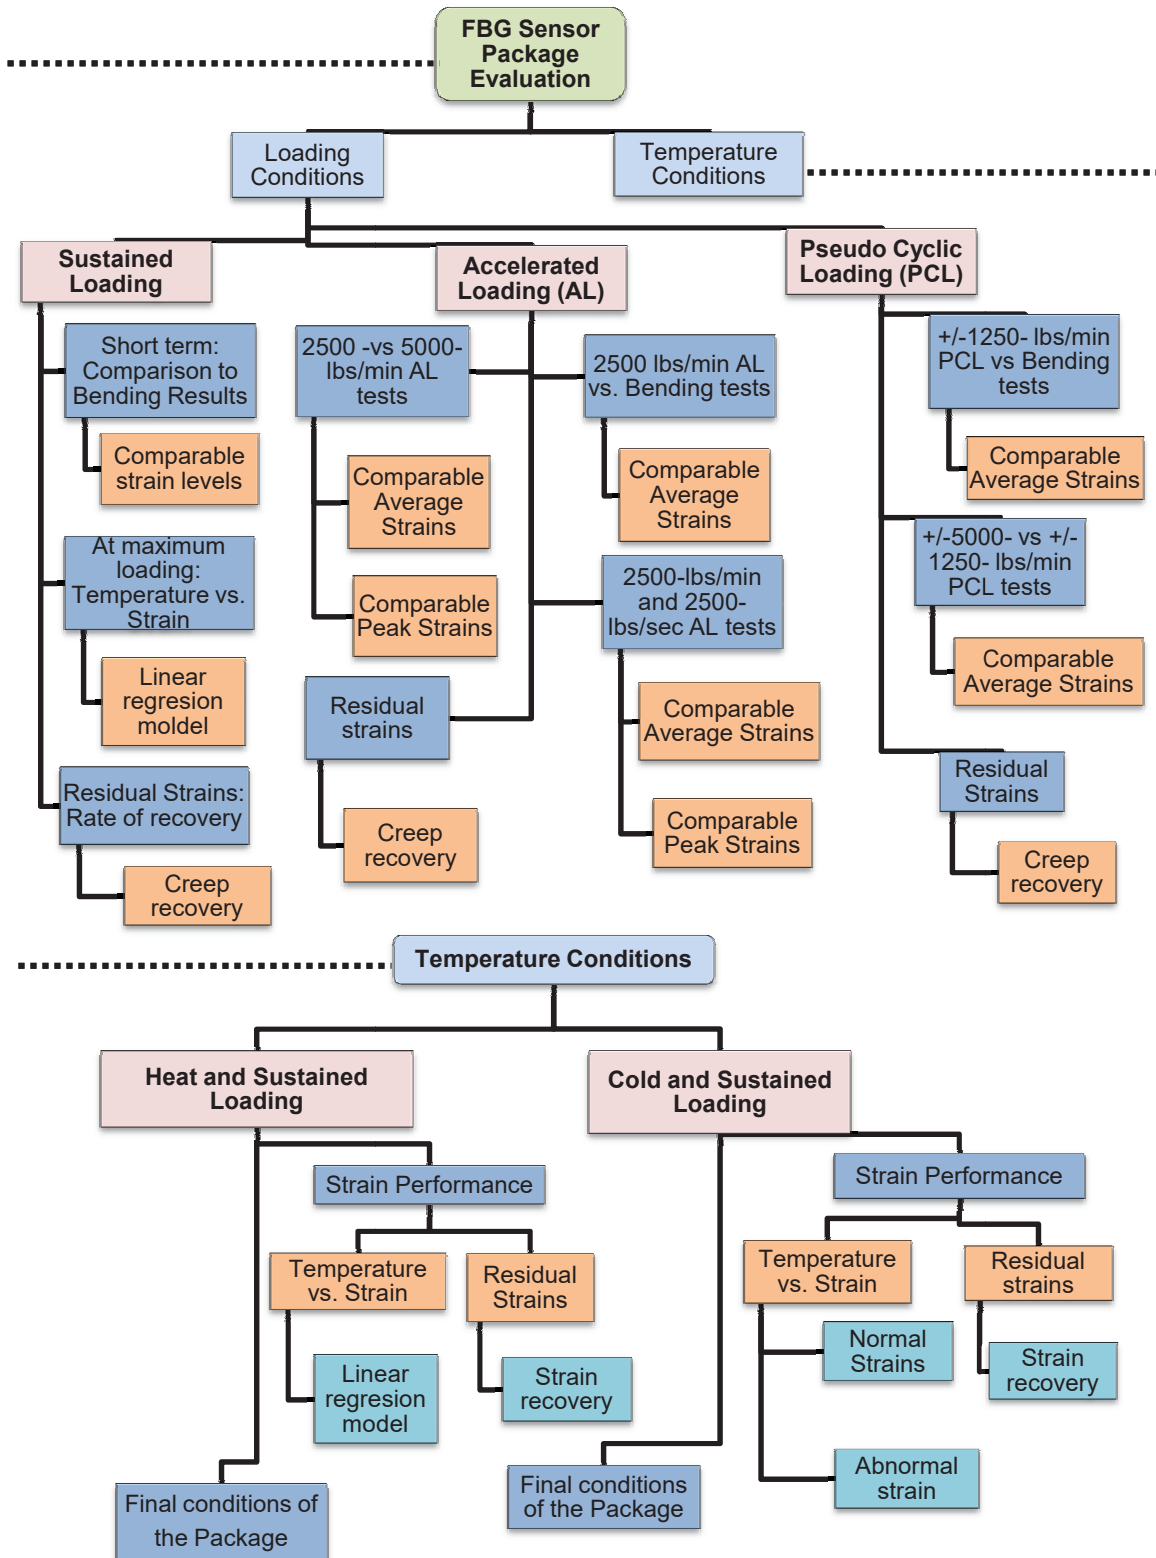 FBG Sensor
Package
Evaluation
Loading
Conditions
Temperature
Conditions
Sustained
Loading
Accelerated
Loading (AL)
Pseudo Cyclic
Loading (PCL)
Short term:
Comparison to
Bending Results
Comparable
strain levels
At maximum
loading:
Temperature vs.
Strain
Linear
regresion
moldel
Residual Strains:
Rate of recovery
Creep
recovery
2500 -vs 5000-
lbs/min AL
tests
Comparable
Average
Strains
Comparable
Peak Strains
Residual
strains
Creep
recovery
2500 lbs/min AL
vs. Bending tests
Comparable
Average
Strains
2500-lbs/min
and 2500-
lbs/sec AL tests
Comparable
Average Strains
Comparable
Peak Strains
+/-1250- lbs/min
PCL vs Bending
tests
Comparable
Average Strains
+/-5000- vs +/-
1250- lbs/min
PCL tests
Comparable
Average Strains
Residual
Strains
Creep
recovery
Temperature Conditions
Heat and Sustained
Loading
Strain Performance
Temperature
vs. Strain
Linear
regresion
model
Residual
Strains
Strain
recovery
Final conditions of
the Package
Cold and Sustained
Loading
Strain Performance
Temperature
vs. Strain
Normal
Strains
Abnormal
strain
Residual
strains
Strain
recovery
Final conditions
of the Package